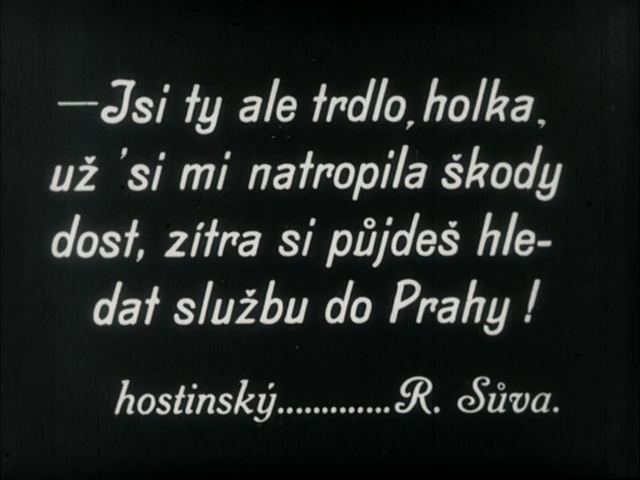 —Jsi ty ale trdlo, holka,
už 'si mi natropila škody
dost, zítra si půjdeš hle-
dat službu do Prahy!
hostinský.............R. Sůva.